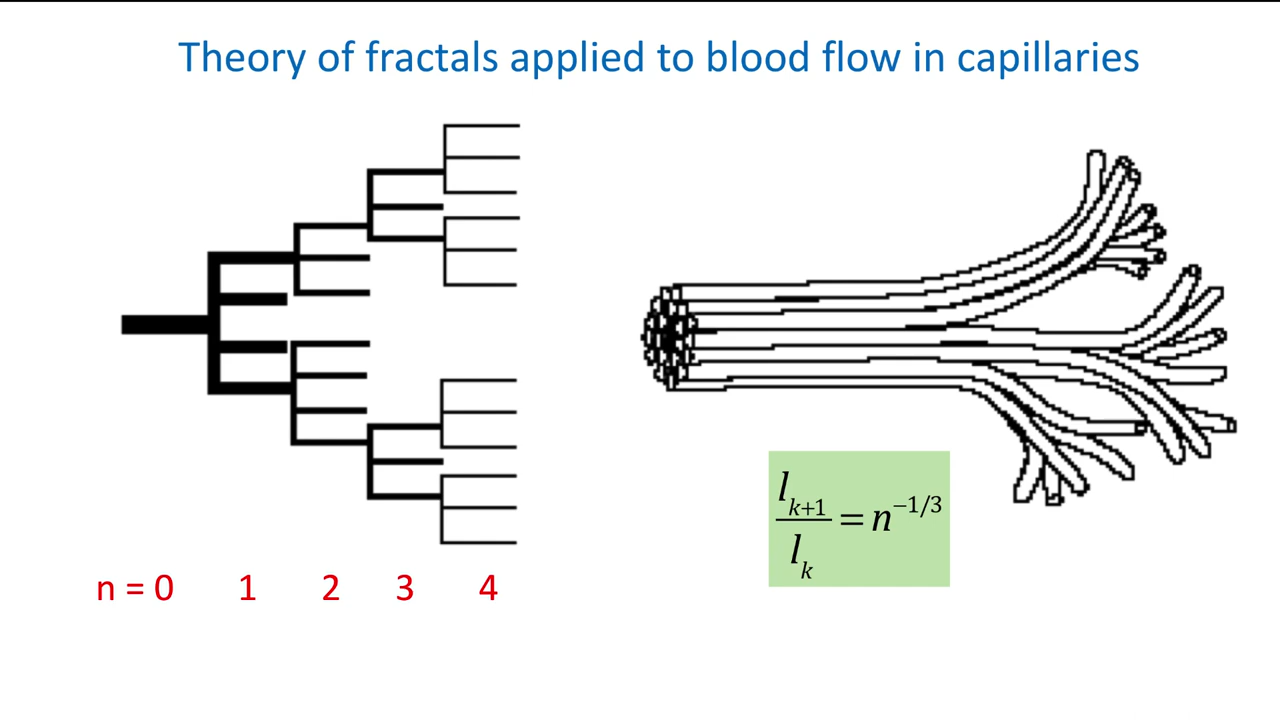 Theory of fractals applied to blood flow in capillaries
l_{k+1}/l_k = n^{-1/3}
n = 0 1 2 3 4